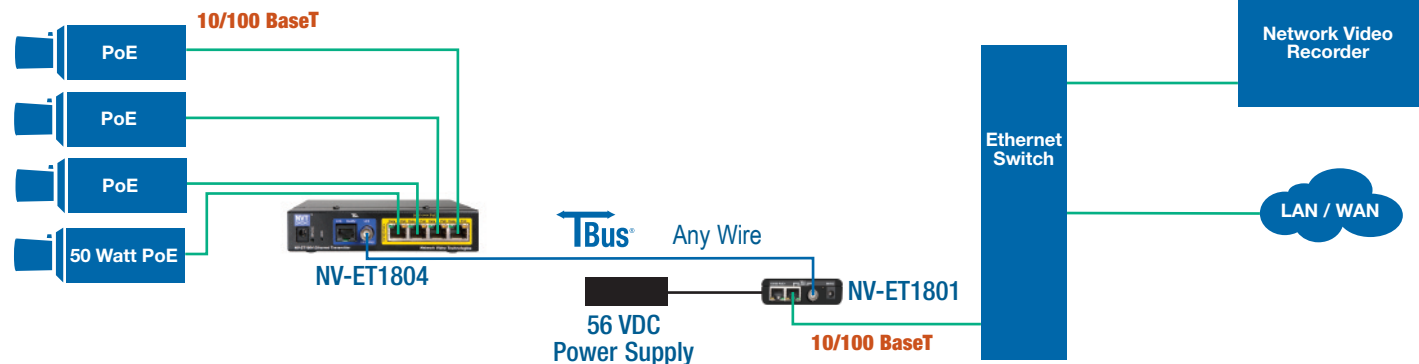 10/100 BaseT
PoE
PoE
PoE
50 Watt PoE
NVT
NV-ET1804
TBus®
Any Wire
56 VDC
Power Supply
NV-ET1801
10/100 BaseT
Ethernet
Switch
Network Video
Recorder
LAN / WAN